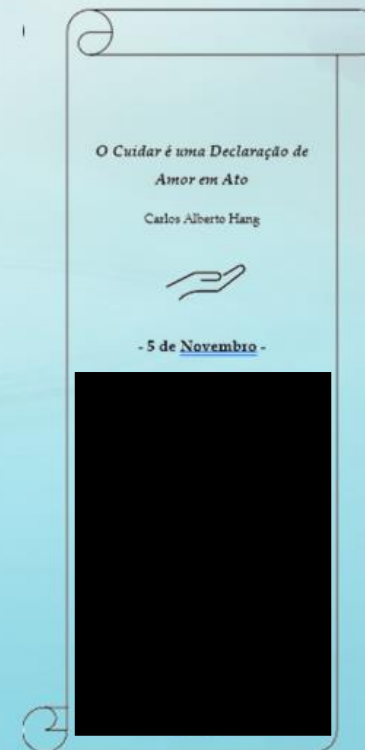 O Cuidar é uma Declaração de
Amor em Ato
Carlos Alberto Hang
- 5 de Novembro -